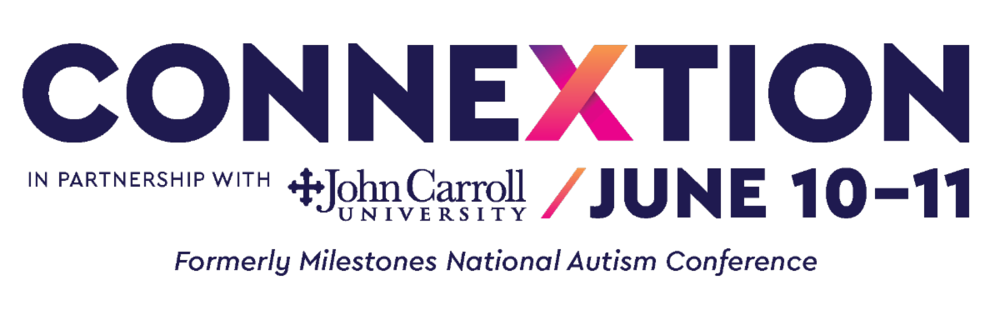 CONNEXTION
IN PARTNERSHIP WITH John Carroll UNIVERSITY / JUNE 10–11
Formerly Milestones National Autism Conference